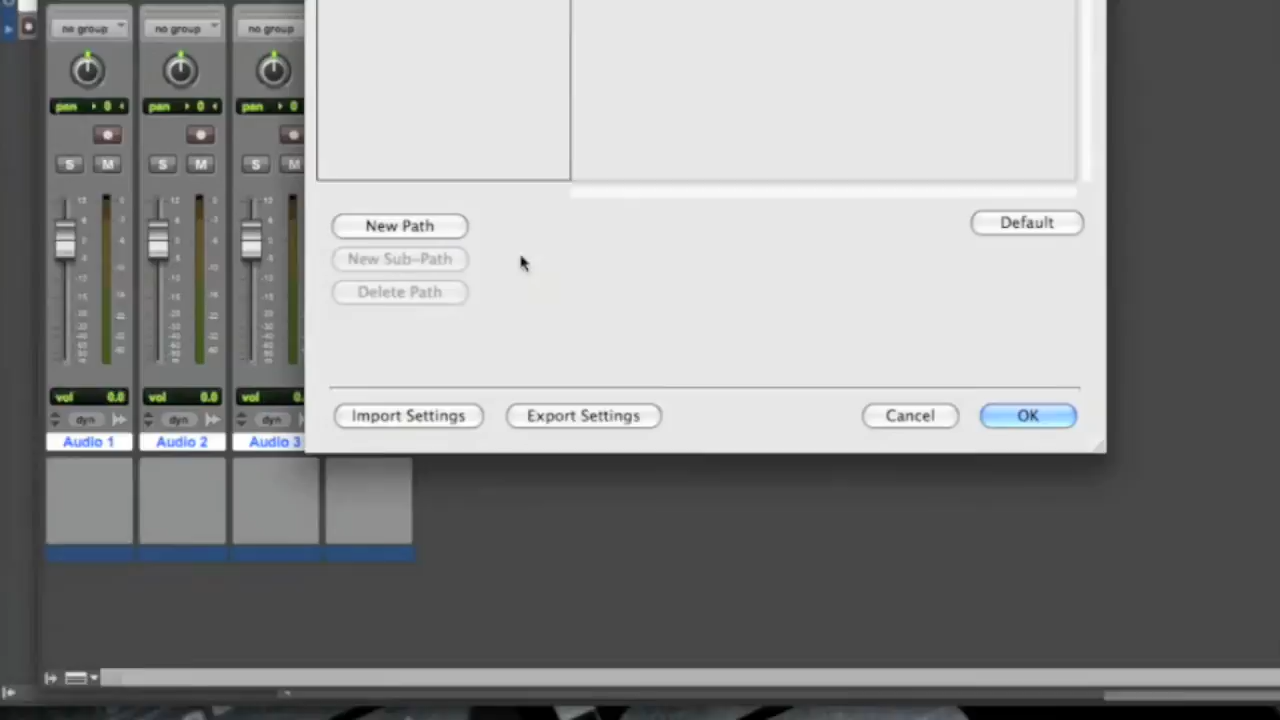 no group no group no group
pan 0 pan 0 pan 0
S M S M S M
New Path
Default
New Sub-Path
Delete Path
vol 0.0 vol 0.0 vol 0.
dyn dyn dyn
Import Settings Export Settings Cancel OK
Audio 1 Audio 2 Audio 3